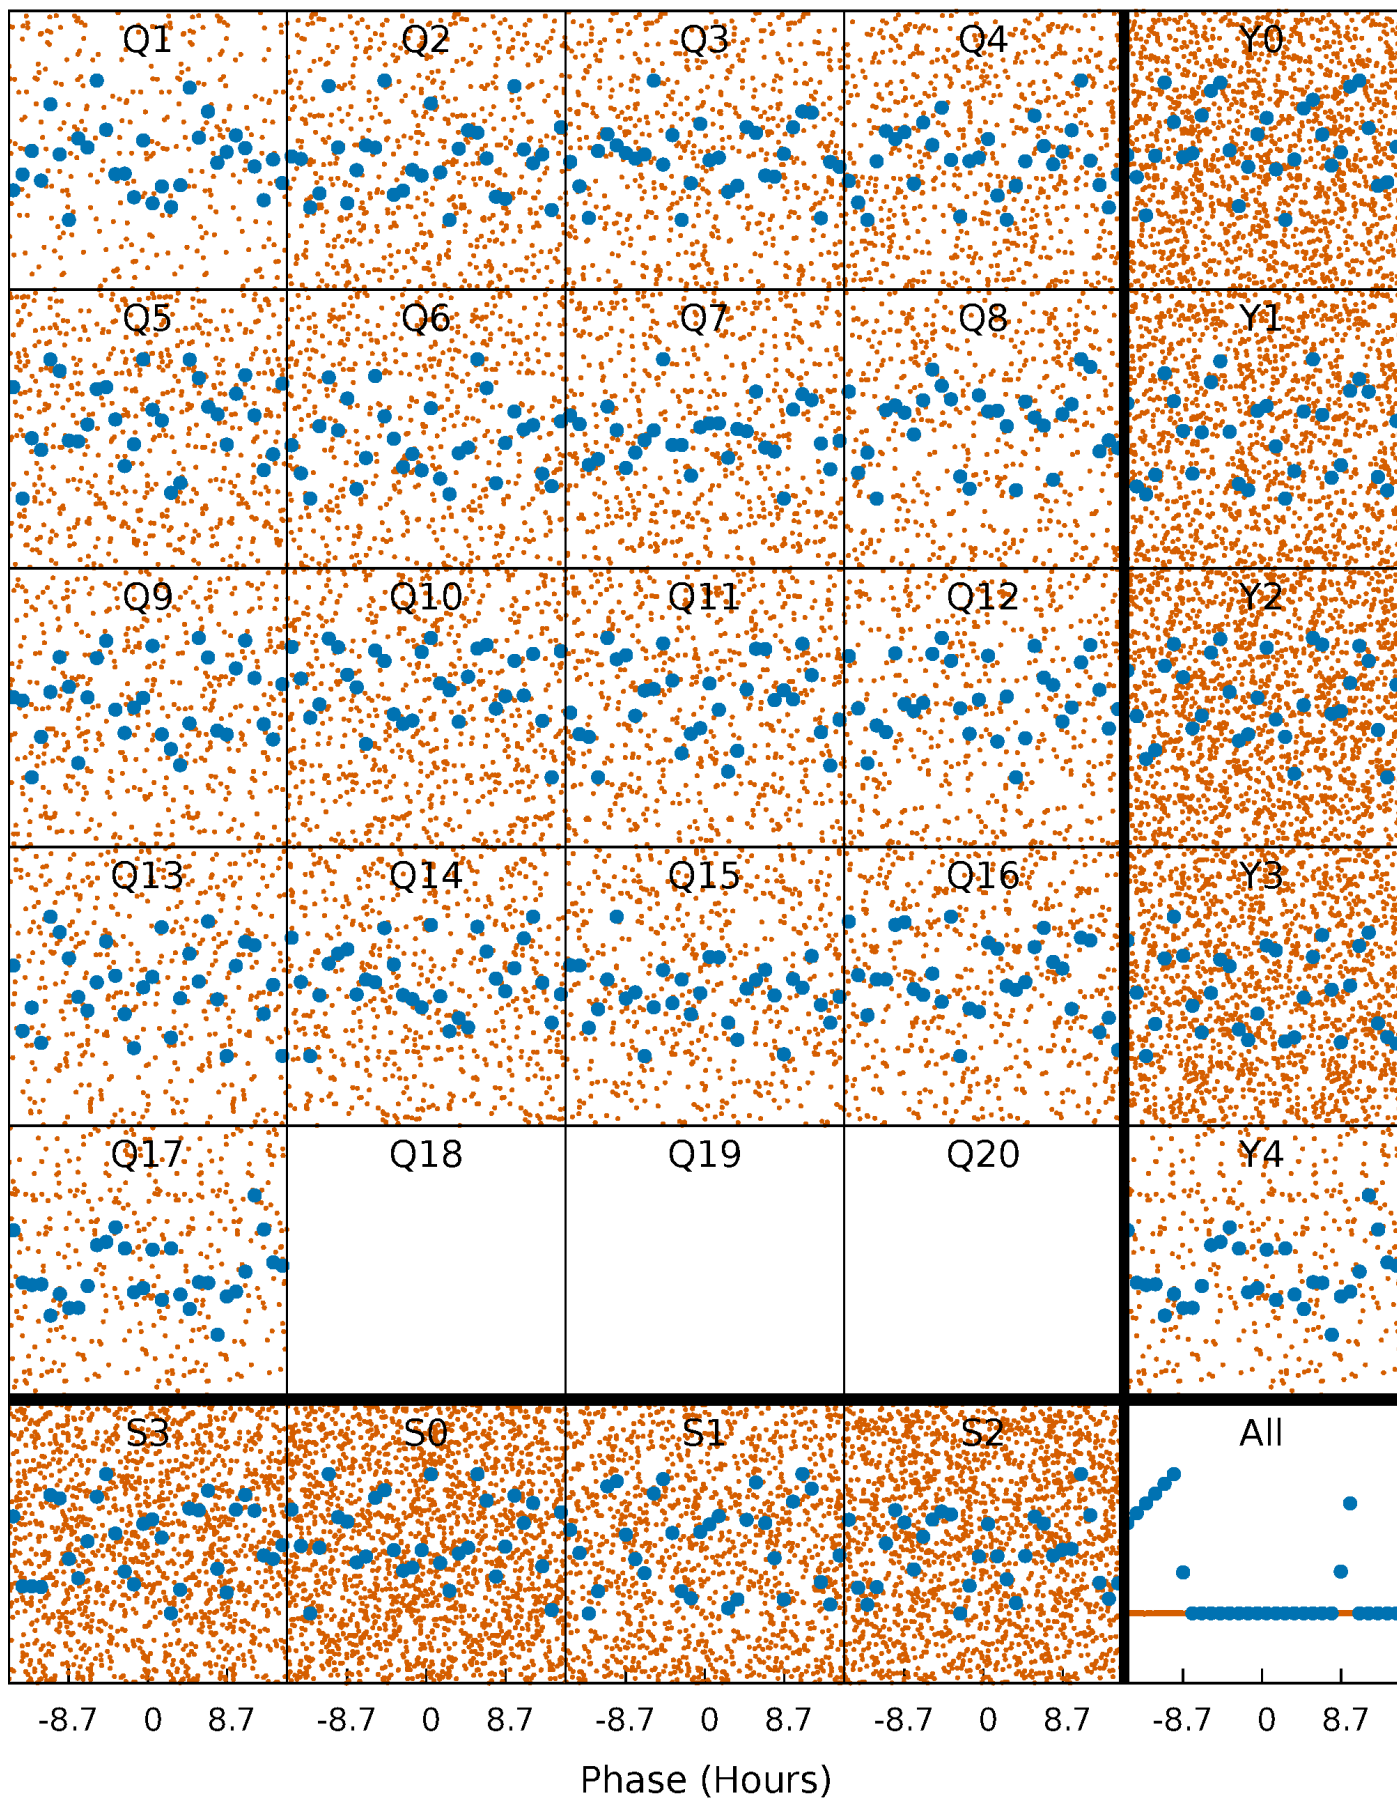 Q1 Q2 Q3 Q4 Y0
Q5 Q6 Q7 Q8 Y1
Q9 Q10 Q11 Q12 Y2
Q13 Q14 Q15 Q16 Y3
Q17 Q18 Q19 Q20 Y4
S3 S0 S1 S2 All
-8.7 0 8.7 -8.7 0 8.7 -8.7 0 8.7 -8.7 0 8.7 -8.7 0 8.7
Phase (Hours)